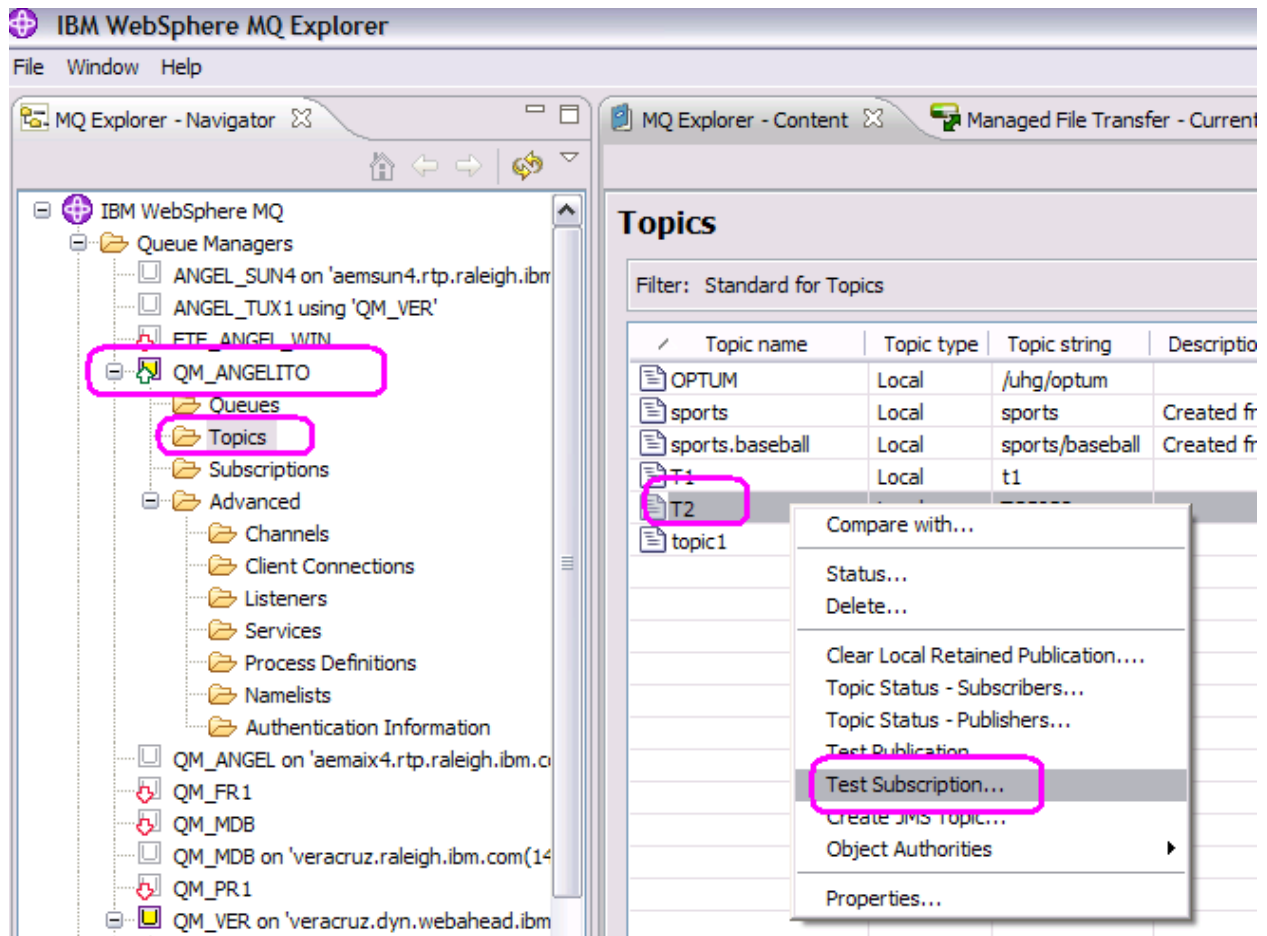 IBM WebSphere MQ Explorer
File Window Help
MQ Explorer - Navigator
IBM WebSphere MQ
Queue Managers
ANGEL_SUN4 on 'aemsun4.rtp.raleigh.ibm
ANGEL_TUX1 using 'QM_VER'
FTE_ANGEL_WIN
QM_ANGELITO
Queues
Topics
Subscriptions
Advanced
Channels
Client Connections
Listeners
Services
Process Definitions
Namelists
Authentication Information
QM_ANGEL on 'aemaix4.rtp.raleigh.ibm.c
QM_FR1
QM_MDB
QM_MDB on 'veracruz.raleigh.ibm.com(14
QM_PR1
QM_VER on 'veracruz.dyn.webahead.ibm
MQ Explorer - Content Managed File Transfer - Current
Topics
Filter: Standard for Topics
Topic name Topic type Topic string Descriptio
OPTUM Local /uhg/optum
sports Local sports Created fr
sports.baseball Local sports/baseball Created fr
T1 Local t1
T2
topic1
Compare with...
Status...
Delete...
Clear Local Retained Publication....
Topic Status - Subscribers...
Topic Status - Publishers...
Test Publication
Test Subscription...
Create JMS Topic...
Object Authorities
Properties...